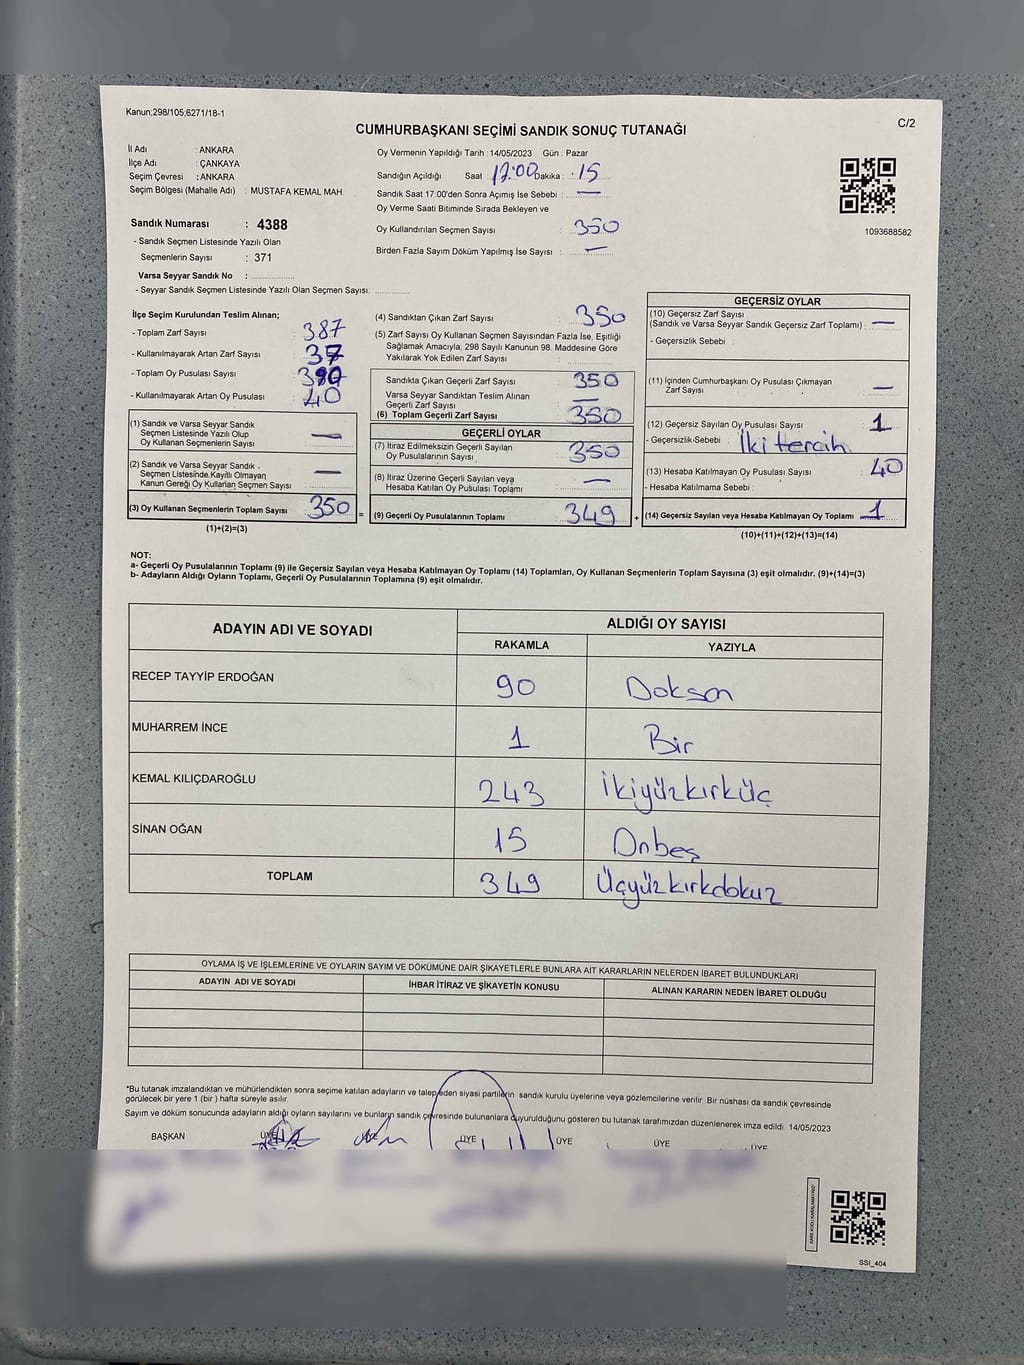 Kanun;298/105;6271/18-1
C/2
CUMHURBAŞKANI SEÇİMİ SANDIK SONUÇ TUTANAĞI
İl Adı : ANKARA
İlçe Adı : ÇANKAYA
Seçim Çevresi : ANKARA
Seçim Bölgesi (Mahalle Adı) : MUSTAFA KEMAL MAH.
Sandık Numarası : 4388
- Sandık Seçmen Listesinde Yazılı Olan
Seçmenlerin Sayısı : 371
Varsa Seyyar Sandık No :
- Seyyar Sandık Seçmen Listesinde Yazılı Olan Seçmen Sayısı:
Oy Vermenin Yapıldığı Tarih : 14/05/2023 Gün : Pazar
Sandığın Açıldığı Saat : 17:00 Dakika : 15
Sandık Saat 17:00'den Sonra Açımış İse Sebebi : —
Oy Verme Saati Bitiminde Sırada Bekleyen ve
Oy Kullandırılan Seçmen Sayısı : 350
Birden Fazla Sayım Döküm Yapılmış İse Sayısı : —
1093688582
İlçe Seçim Kurulundan Teslim Alınan;
- Toplam Zarf Sayısı : 387
- Kullanılmayarak Artan Zarf Sayısı : 37
- Toplam Oy Pusulası Sayısı : 390
- Kullanılmayarak Artan Oy Pusulası : 40
(1) Sandık ve Varsa Seyyar Sandık
Seçmen Listesinde Yazılı Olup
Oy Kullanan Seçmenlerin Sayısı : —
(2) Sandık ve Varsa Seyyar Sandık
Seçmen Listesinde Kayıtlı Olmayan
Kanun Gereği Oy Kullanan Seçmen Sayısı : —
(3) Oy Kullanan Seçmenlerin Toplam Sayısı : 350 =
(1)+(2)=(3)
(4) Sandıktan Çıkan Zarf Sayısı : 350
(5) Zarf Sayısı Oy Kullanan Seçmen Sayısından Fazla İse, Eşitliği
Sağlamak Amacıyla; 298 Sayılı Kanunun 98. Maddesine Göre
Yakılarak Yok Edilen Zarf Sayısı :
Sandıkta Çıkan Geçerli Zarf Sayısı : 350
Varsa Seyyar Sandıktan Teslim Alınan
Geçerli Zarf Sayısı : —
(6) Toplam Geçerli Zarf Sayısı : 350
GEÇERLİ OYLAR
(7) İtiraz Edilmeksizin Geçerli Sayılan
Oy Pusulalarının Sayısı : 350
(8) İtiraz Üzerine Geçerli Sayılan veya
Hesaba Katılan Oy Pusulası Toplamı : —
(9) Geçerli Oy Pusulalarının Toplamı : 349 +
GEÇERSİZ OYLAR
(10) Geçersiz Zarf Sayısı
(Sandık ve Varsa Seyyar Sandık Geçersiz Zarf Toplamı) : —
- Geçersizlik Sebebi :
(11) İçinden Cumhurbaşkanı Oy Pusulası Çıkmayan
Zarf Sayısı : —
(12) Geçersiz Sayılan Oy Pusulası Sayısı : 1
- Geçersizlik Sebebi : İki tercih
(13) Hesaba Katılmayan Oy Pusulası Sayısı : 40
- Hesaba Katılmama Sebebi :
(14) Geçersiz Sayılan veya Hesaba Katılmayan Oy Toplamı : 1
(10)+(11)+(12)+(13)=(14)
NOT:
a- Geçerli Oy Pusulalarının Toplamı (9) ile Geçersiz Sayılan veya Hesaba Katılmayan Oy Toplamı (14) Toplamları, Oy Kullanan Seçmenlerin Toplam Sayısına (3) eşit olmalıdır. (9)+(14)=(3)
b- Adayların Aldığı Oyların Toplamı, Geçerli Oy Pusulalarının Toplamına (9) eşit olmalıdır.
ADAYIN ADI VE SOYADI ALDIĞI OY SAYISI
RAKAMLA YAZIYLA
RECEP TAYYİP ERDOĞAN 90 Doksan
MUHARREM İNCE 1 Bir
KEMAL KILIÇDAROĞLU 243 İkiyüzkırküç
SİNAN OĞAN 15 Onbeş
TOPLAM 349 Üçyüzkırkdokuz
OYLAMA İŞ VE İŞLEMLERİNE VE OYLARIN SAYIM VE DÖKÜMÜNE DAİR ŞİKAYETLERLE BUNLARA AİT KARARLARIN NELERDEN İBARET BULUNDUKLARI
ADAYIN ADI VE SOYADI İHBAR İTİRAZ VE ŞİKAYETİN KONUSU ALINAN KARARIN NEDEN İBARET OLDUĞU
*Bu tutanak imzalandıktan ve mühürlendikten sonra seçime katılan adayların ve talep eden siyasi partilerin sandık kurulu üyelerine veya gözlemcilerine verilir. Bir nüshası da sandık çevresinde
görülecek bir yere 1 (bir) hafta süreyle asılır.
Sayım ve döküm sonucunda adayların aldığı oyların sayılarını ve bunların sandık çevresinde bulunanlara duyurulduğunu gösteren bu tutanak tarafımızdan düzenlenerek imza edildi. 14/05/2023
BAŞKAN ÜYE ÜYE ÜYE ÜYE ÜYE ÜYE
SSI_404